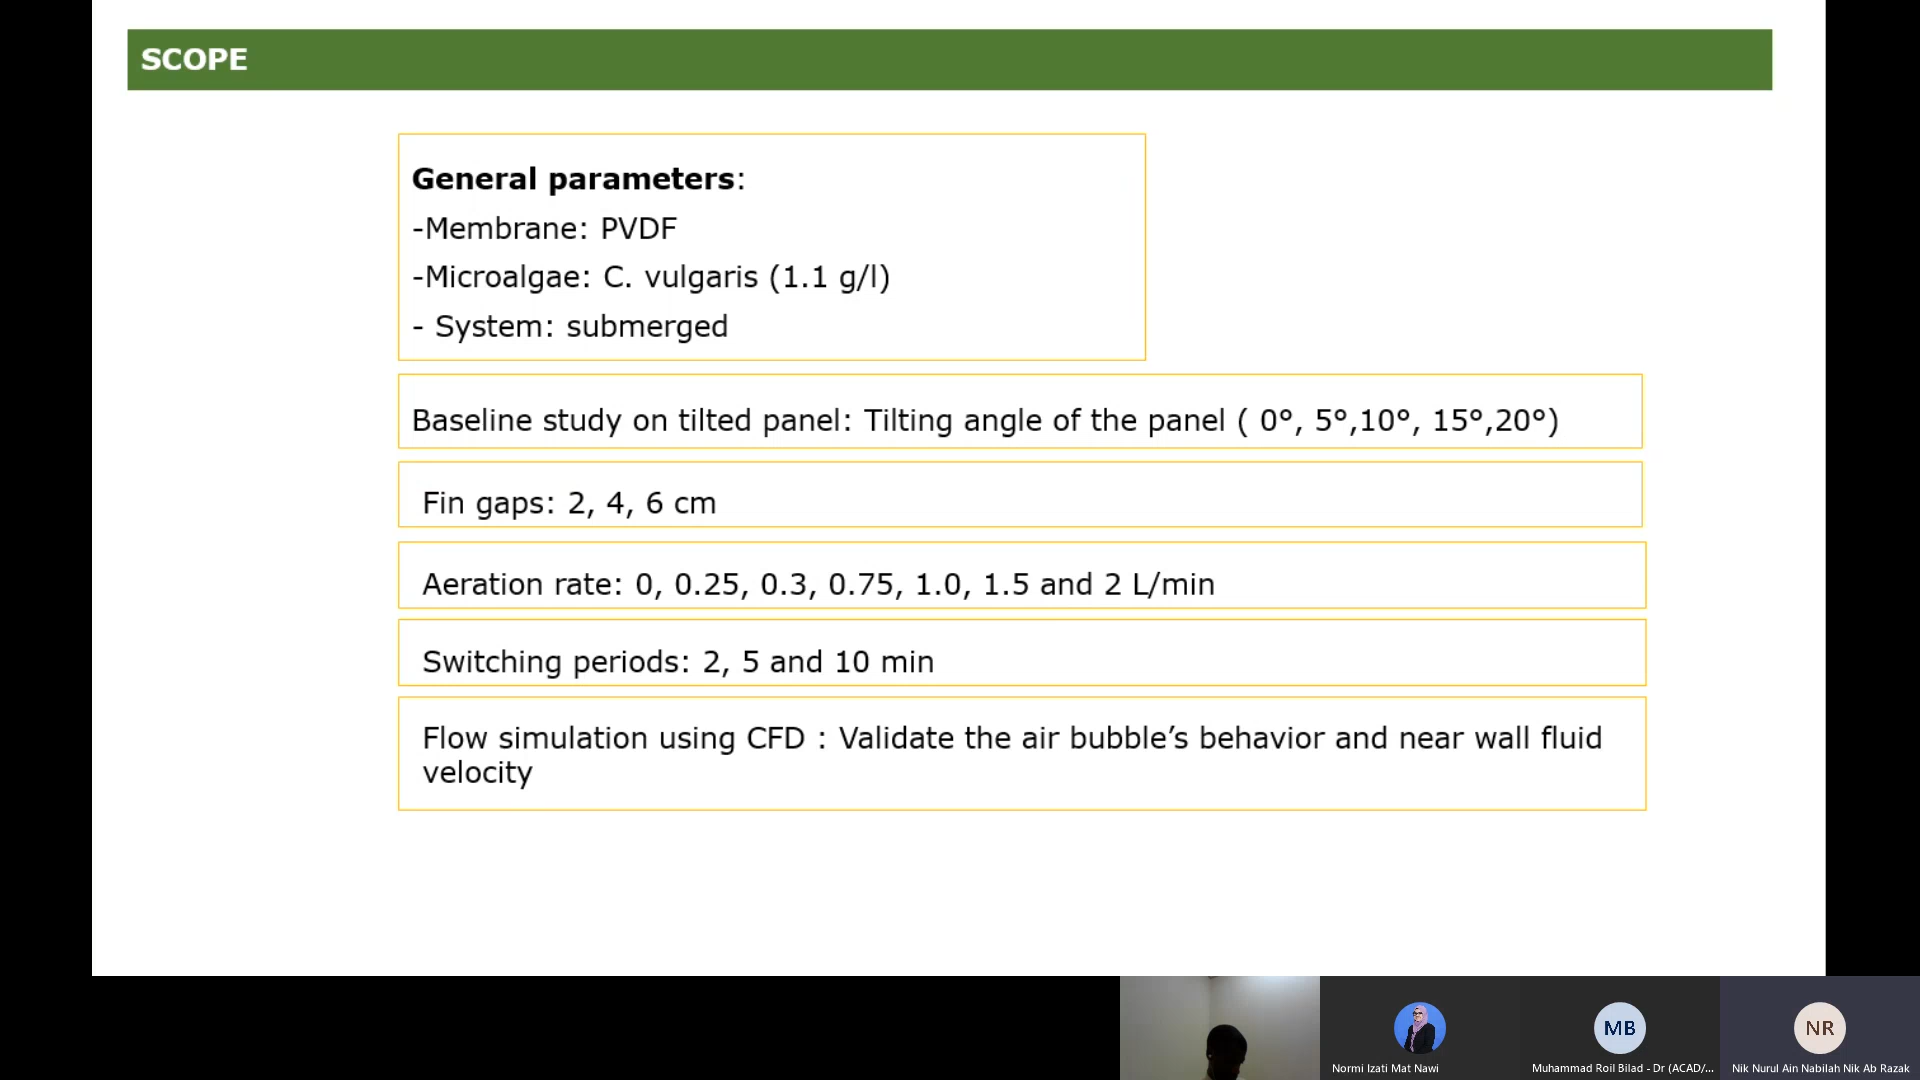 SCOPE
General parameters:
-Membrane: PVDF
-Microalgae: C. vulgaris (1.1 g/l)
- System: submerged
Baseline study on tilted panel: Tilting angle of the panel ( 0°, 5°,10°, 15°,20°)
Fin gaps: 2, 4, 6 cm
Aeration rate: 0, 0.25, 0.3, 0.75, 1.0, 1.5 and 2 L/min
Switching periods: 2, 5 and 10 min
Flow simulation using CFD : Validate the air bubble’s behavior and near wall fluid
velocity
MB
NR
Normi Izati Mat Nawi
Muhammad Roil Bilad - Dr (ACAD/...
Nik Nurul Ain Nabilah Nik Ab Razak